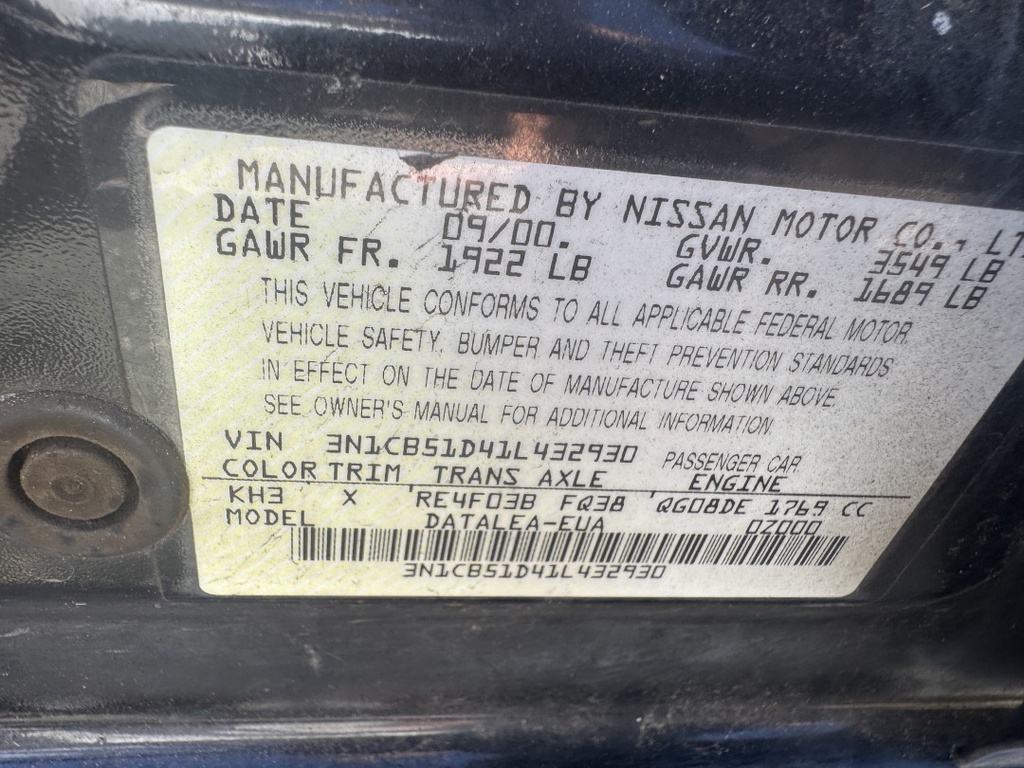 MANUFACTURED BY NISSAN MOTOR CO., LT
DATE 09/00. GVWR. 3549 LB
GAWR FR. 1922 LB GAWR RR. 1689 LB
THIS VEHICLE CONFORMS TO ALL APPLICABLE FEDERAL MOTOR
VEHICLE SAFETY, BUMPER AND THEFT PREVENTION STANDARDS
IN EFFECT ON THE DATE OF MANUFACTURE SHOWN ABOVE.
SEE OWNER'S MANUAL FOR ADDITIONAL INFORMATION.
VIN 3N1CB51D41L432930 PASSENGER CAR
COLOR TRIM TRANS AXLE ENGINE
KH3 X RE4F03B FQ38 QG08DE 1769 CC
MODEL DATALEA-EUA 0Z000
3N1CB51D41L432930